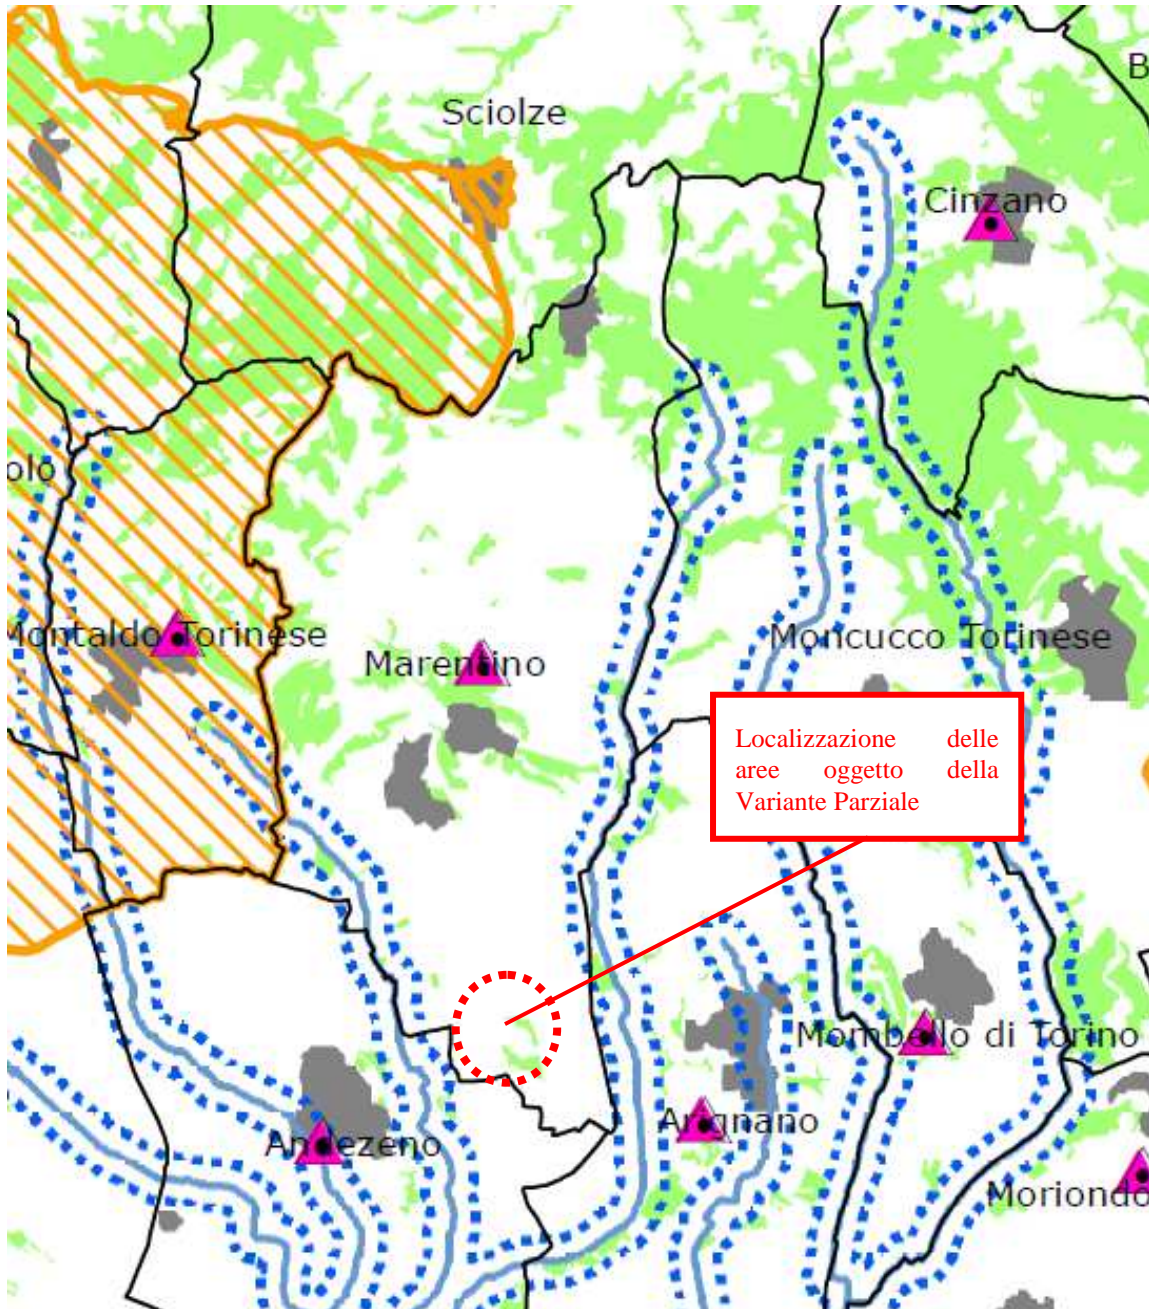 B
Sciolze
Cinzano
olo
Montaldo Torinese
Marentino
Moncucco Torinese
Localizzazione delle
aree oggetto della
Variante Parziale
Mombello di Torino
Andezeno
Arignano
Moriondo